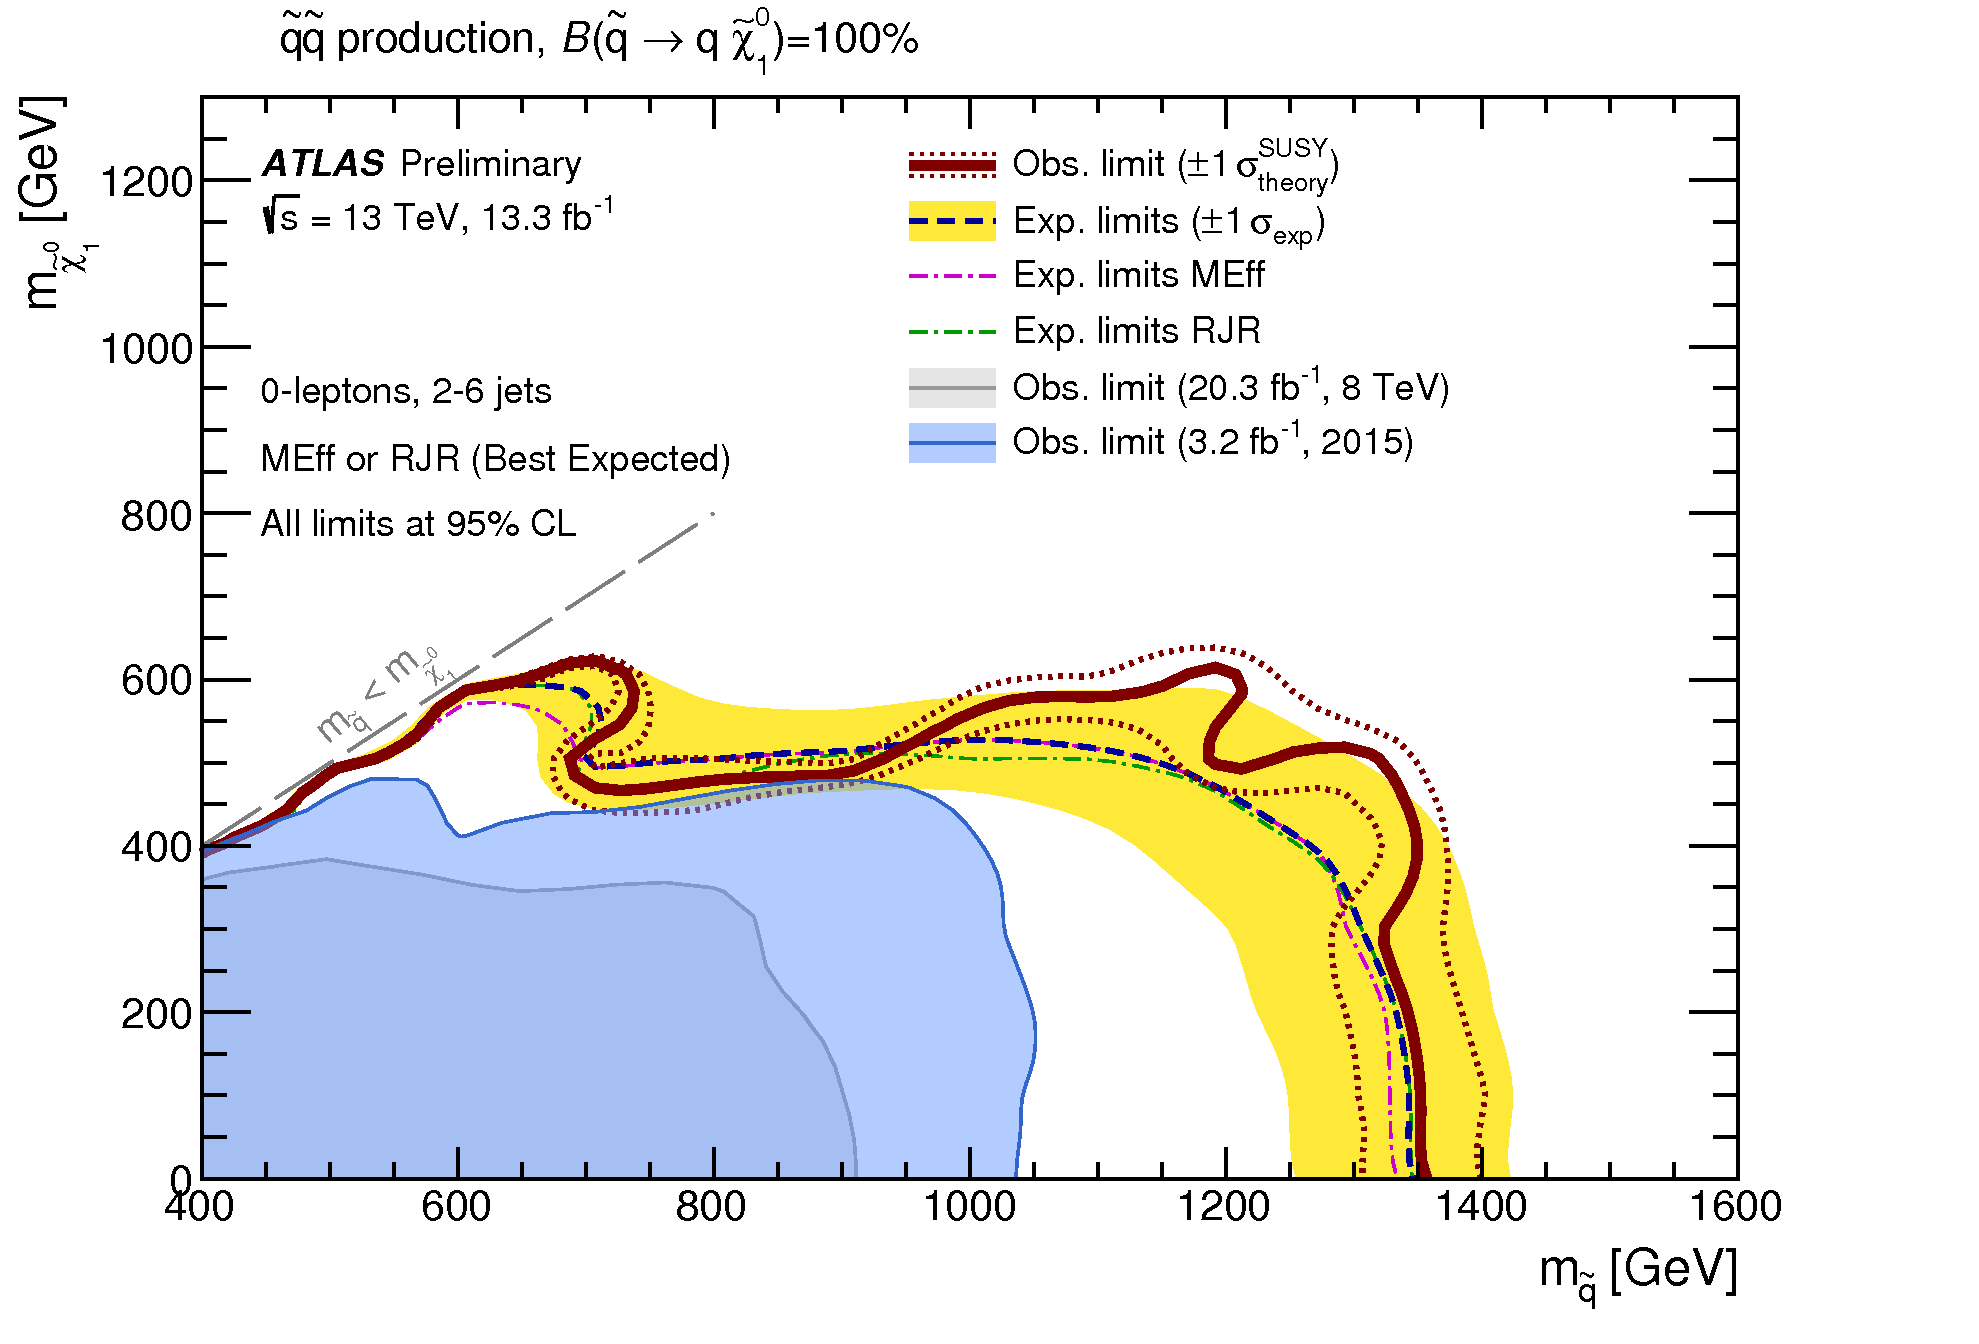 q̃q̃ production, B(q̃ → q χ̃⁰₁)=100%
m_χ̃⁰₁ [GeV]
ATLAS Preliminary
√s = 13 TeV, 13.3 fb⁻¹
0-leptons, 2-6 jets
MEff or RJR (Best Expected)
All limits at 95% CL
Obs. limit (±1 σ^SUSY_theory)
Exp. limits (±1 σ_exp)
Exp. limits MEff
Exp. limits RJR
Obs. limit (20.3 fb⁻¹, 8 TeV)
Obs. limit (3.2 fb⁻¹, 2015)
m_q̃ < m_χ̃⁰₁
1200
1000
800
600
400
200
0
400 600 800 1000 1200 1400 1600
m_q̃ [GeV]